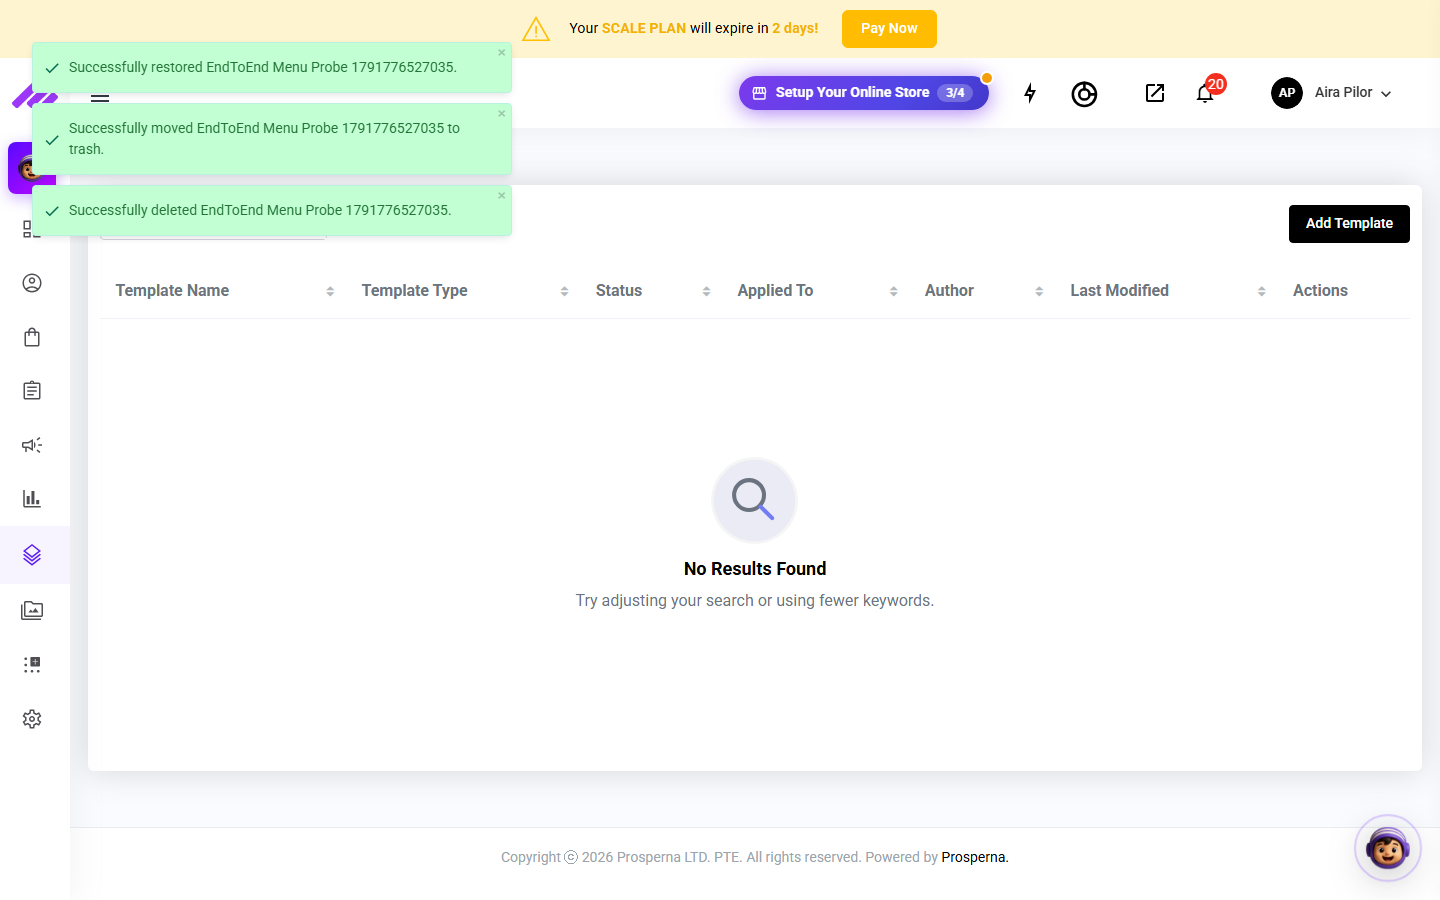 Your SCALE PLAN will expire in 2 days!
Pay Now
Successfully restored EndToEnd Menu Probe 1791776527035.
Successfully moved EndToEnd Menu Probe 1791776527035 to
trash.
Successfully deleted EndToEnd Menu Probe 1791776527035.
Setup Your Online Store 3/4
20
AP
Aira Pilor
Add Template
Template Name
Template Type
Status
Applied To
Author
Last Modified
Actions
No Results Found
Try adjusting your search or using fewer keywords.
Copyright © 2026 Prosperna LTD. PTE. All rights reserved. Powered by Prosperna.